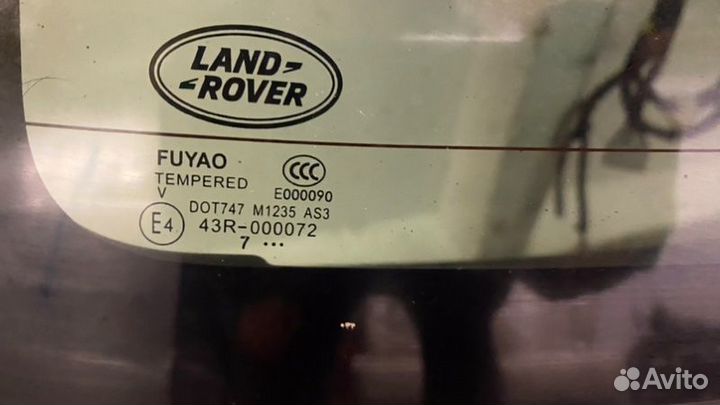 LAND
ROVER
FUYAO CCC
TEMPERED E000090
V
DOT747 M1235 AS3
E4 43R-000072
7 •••
Avito